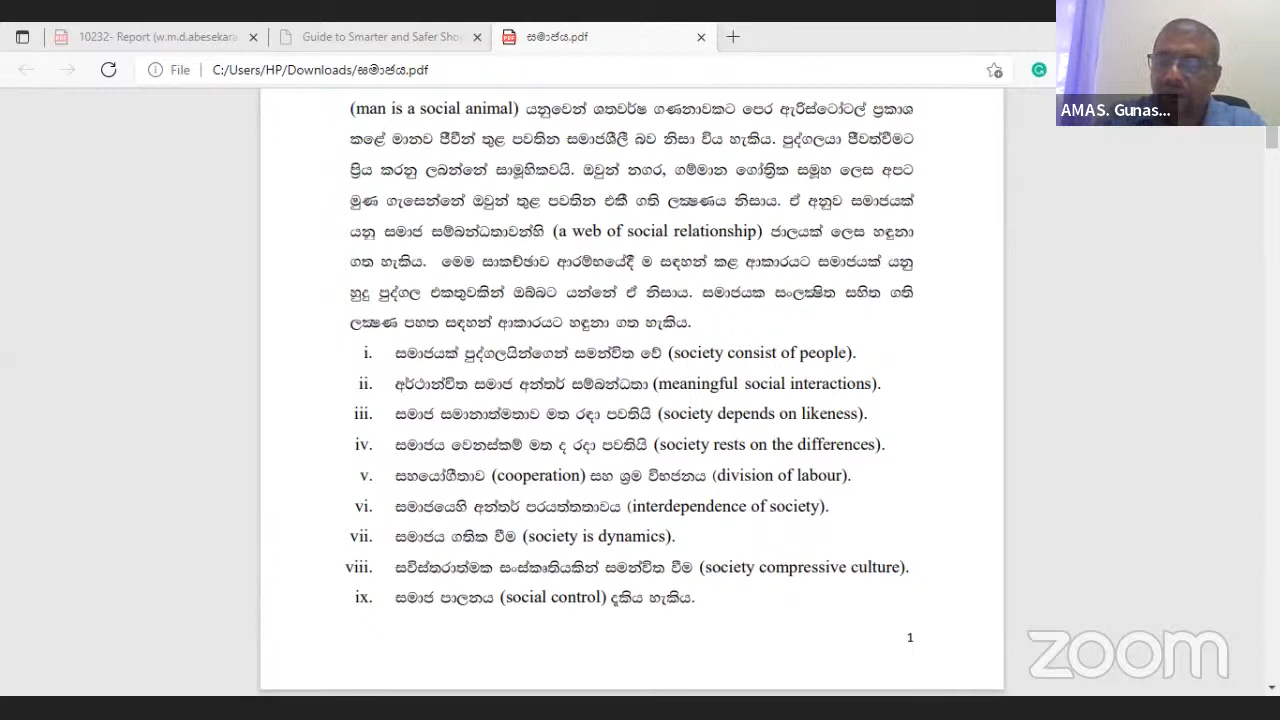 10232- Report (w.m.d.abesekara
Guide to Smarter and Safer Sho
සමාජය.pdf
File C:/Users/HP/Downloads/සමාජය.pdf
AMAS. Gunas...
(man is a social animal) යනුවෙන් ශතවර්ෂ ගණනාවකට පෙර ඇරිස්ටෝටල් ප්‍රකාශ
කළේ මානව ජීවීන් තුළ පවතින සමාජශීලී බව නිසා විය හැකිය. පුද්ගලයා ජීවත්වීමට
ප්‍රිය කරනු ලබන්නේ සාමූහිකවයි. ඔවුන් නගර, ගම්මාන ගෝත්‍රික සමූහ ලෙස අපට
මුණ ගැසෙන්නේ ඔවුන් තුළ පවතින එකී ගති ලක්‍ෂණය නිසාය. ඒ අනුව සමාජයක්
යනු සමාජ සම්බන්ධතාවන්හි (a web of social relationship) ජාලයක් ලෙස හඳුනා
ගත හැකිය. මෙම සාකච්ඡාව ආරම්භයේදී ම සඳහන් කළ ආකාරයට සමාජයක් යනු
හුදු පුද්ගල එකතුවකින් ඔබ්බට යන්නේ ඒ නිසාය. සමාජයක සංලක්‍ෂිත සහිත ගති
ලක්‍ෂණ පහත සඳහන් ආකාරයට හඳුනා ගත හැකිය.
i. සමාජයක් පුද්ගලයින්ගෙන් සමන්විත වේ (society consist of people).
ii. අර්ථාන්විත සමාජ අන්තර් සම්බන්ධතා (meaningful social interactions).
iii. සමාජ සමානාත්මතාව මත රඳා පවතියි (society depends on likeness).
iv. සමාජය වෙනස්කම් මත ද රදා පවතියි (society rests on the differences).
v. සහයෝගීතාව (cooperation) සහ ශ්‍රම විභජනය (division of labour).
vi. සමාජයෙහි අන්තර් පරයත්තතාවය (interdependence of society).
vii. සමාජය ගතික වීම (society is dynamics).
viii. සවිස්තරාත්මක සංස්කෘතියකින් සමන්විත වීම (society compressive culture).
ix. සමාජ පාලනය (social control) දැකිය හැකිය.
1
zoom